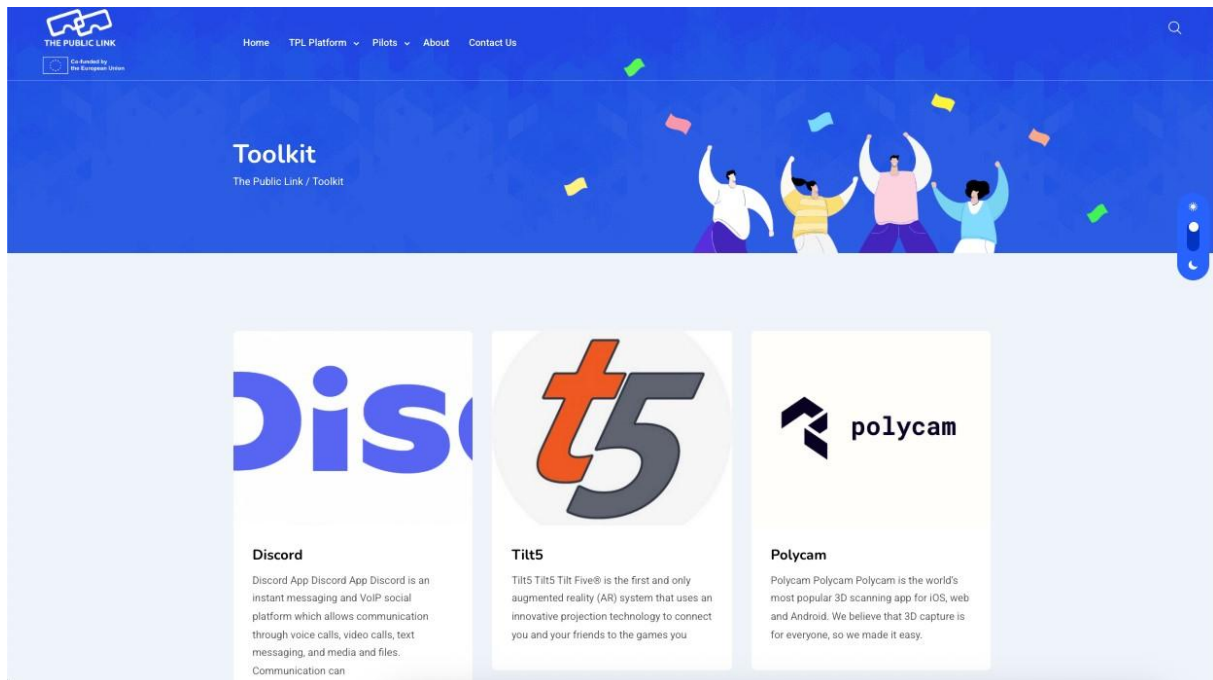 THE PUBLIC LINK
Co-funded by
the European Union
Home TPL Platform Pilots About Contact Us
Toolkit
The Public Link / Toolkit
Disc
t5
polycam
Discord
Discord App Discord App Discord is an
instant messaging and VoIP social
platform which allows communication
through voice calls, video calls, text
messaging, and media and files.
Communication can
Tilt5
Tilt5 Tilt5 Tilt Five® is the first and only
augmented reality (AR) system that uses an
innovative projection technology to connect
you and your friends to the games you
Polycam
Polycam Polycam Polycam is the world's
most popular 3D scanning app for iOS, web
and Android. We believe that 3D capture is
for everyone, so we made it easy.